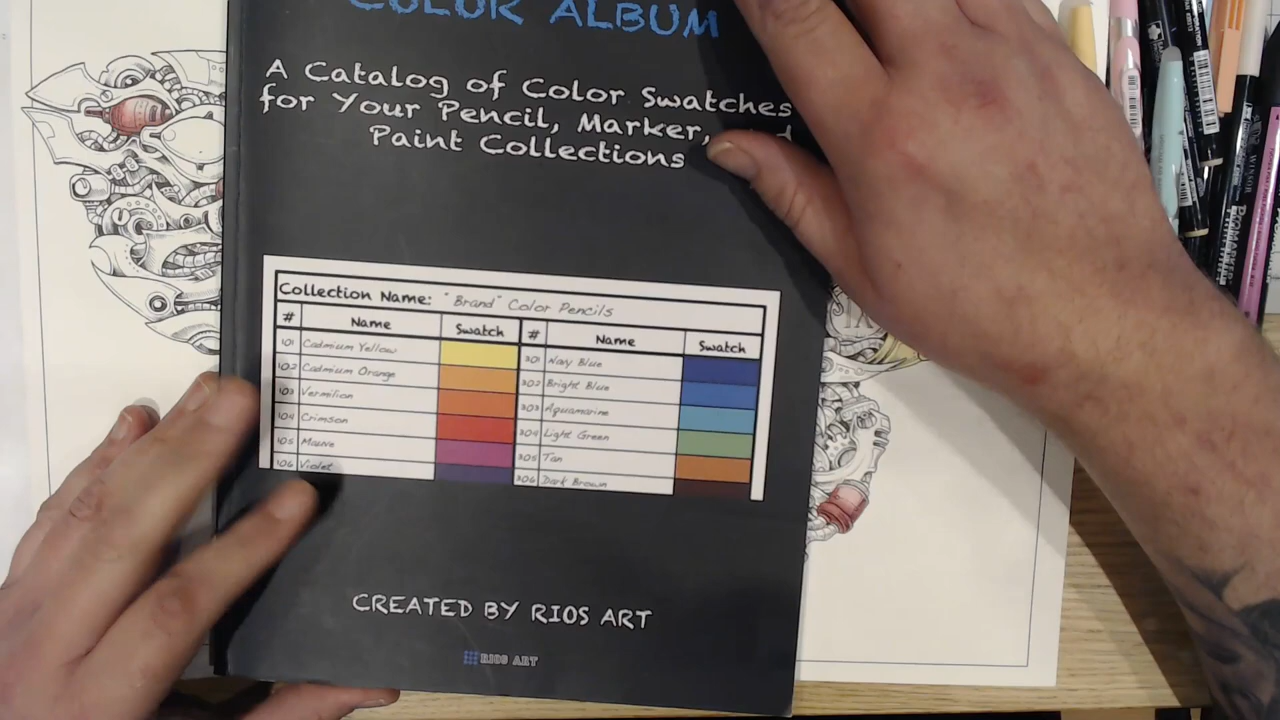 COLOR ALBUM
A Catalog of Color Swatches
for Your Pencil, Marker,
Paint Collections
Collection Name: "Brand" Color Pencils
# Name Swatch # Name Swatch
101 Cadmium Yellow 301 Navy Blue
102 Cadmium Orange 302 Bright Blue
103 Vermilion 303 Aquamarine
104 Crimson 304 Light Green
105 Mauve 305 Tan
106 Violet 306 Dark Brown
CREATED BY RIOS ART
RIOS ART
WINSOR
PROMARKER